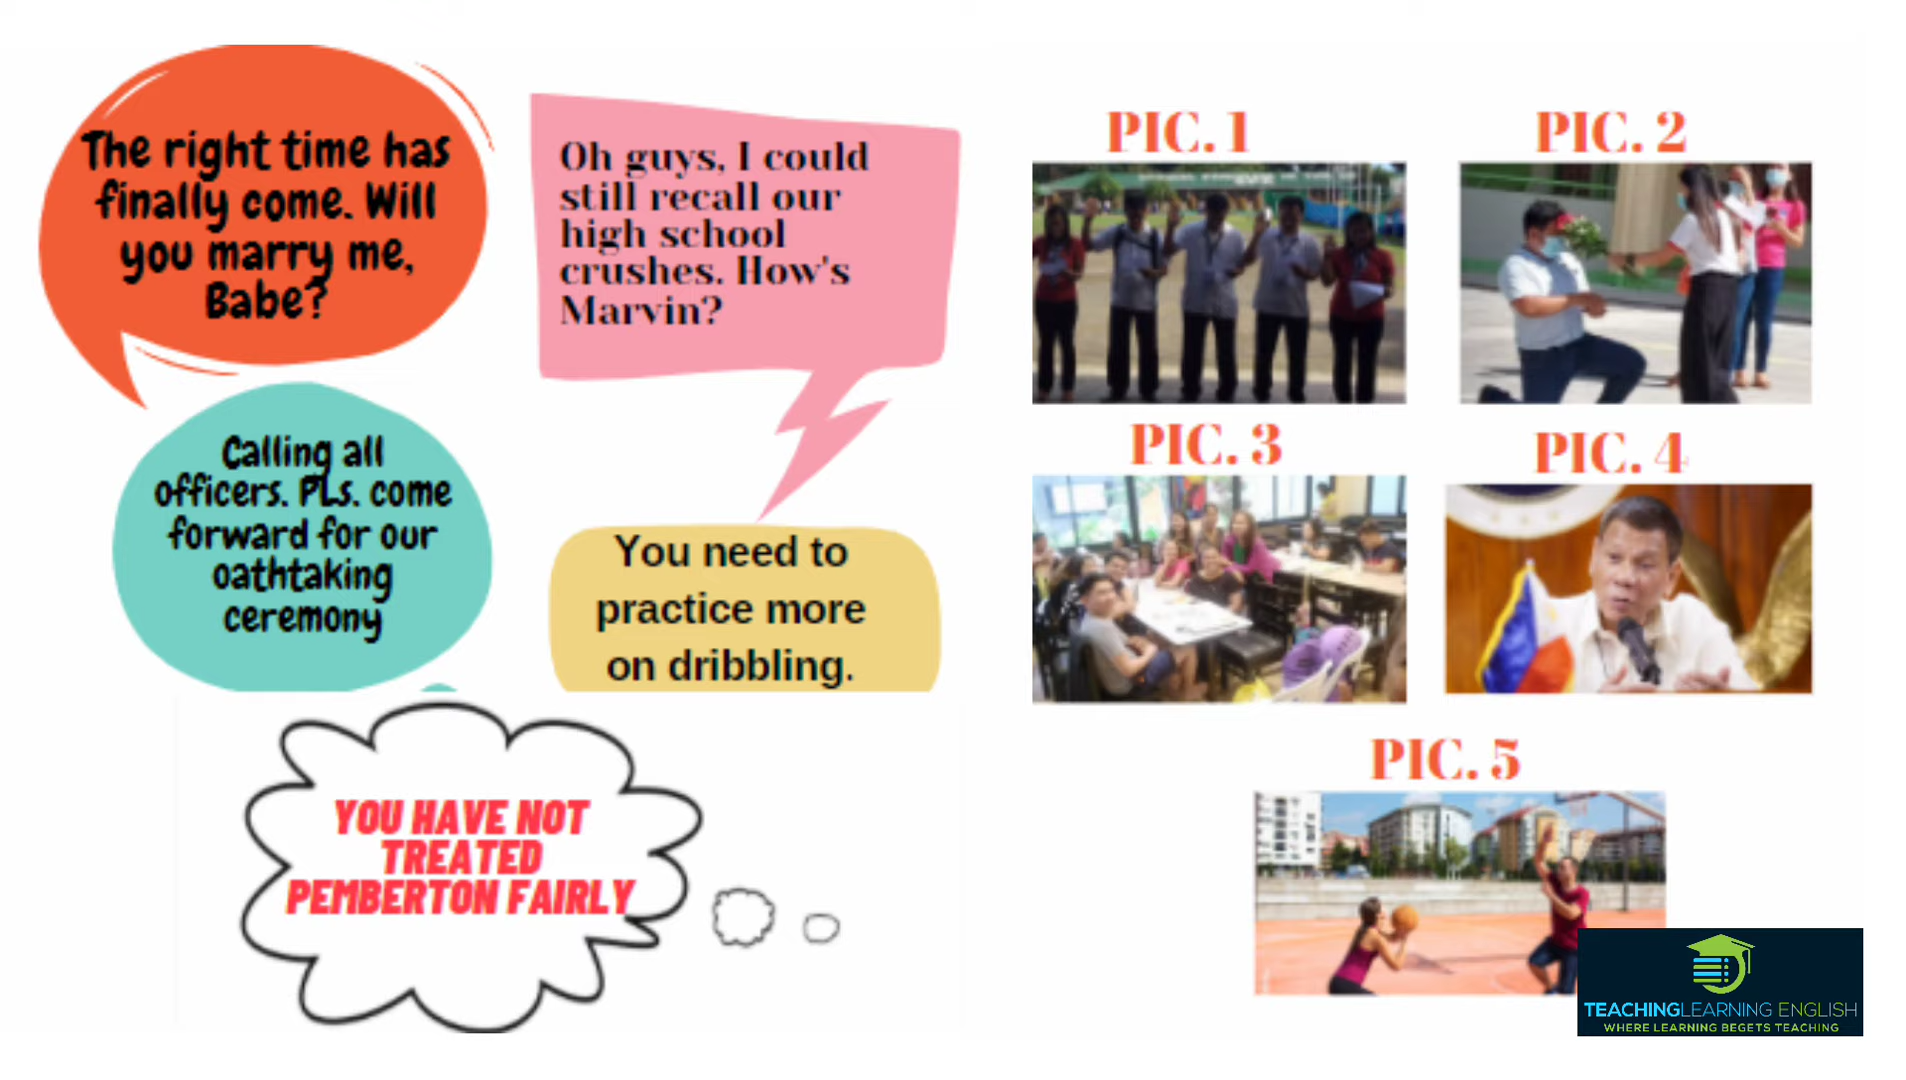 The right time has
finally come. Will
you marry me,
Babe?
Oh guys, I could
still recall our
high school
crushes. How's
Marvin?
Calling all
officers. PLs. come
forward for our
oathtaking
ceremony
You need to
practice more
on dribbling.
YOU HAVE NOT
TREATED
PEMBERTON FAIRLY
PIC. 1
PIC. 2
PIC. 3
PIC. 4
PIC. 5
TEACHINGLEARNING ENGLISH
WHERE LEARNING BEGETS TEACHING